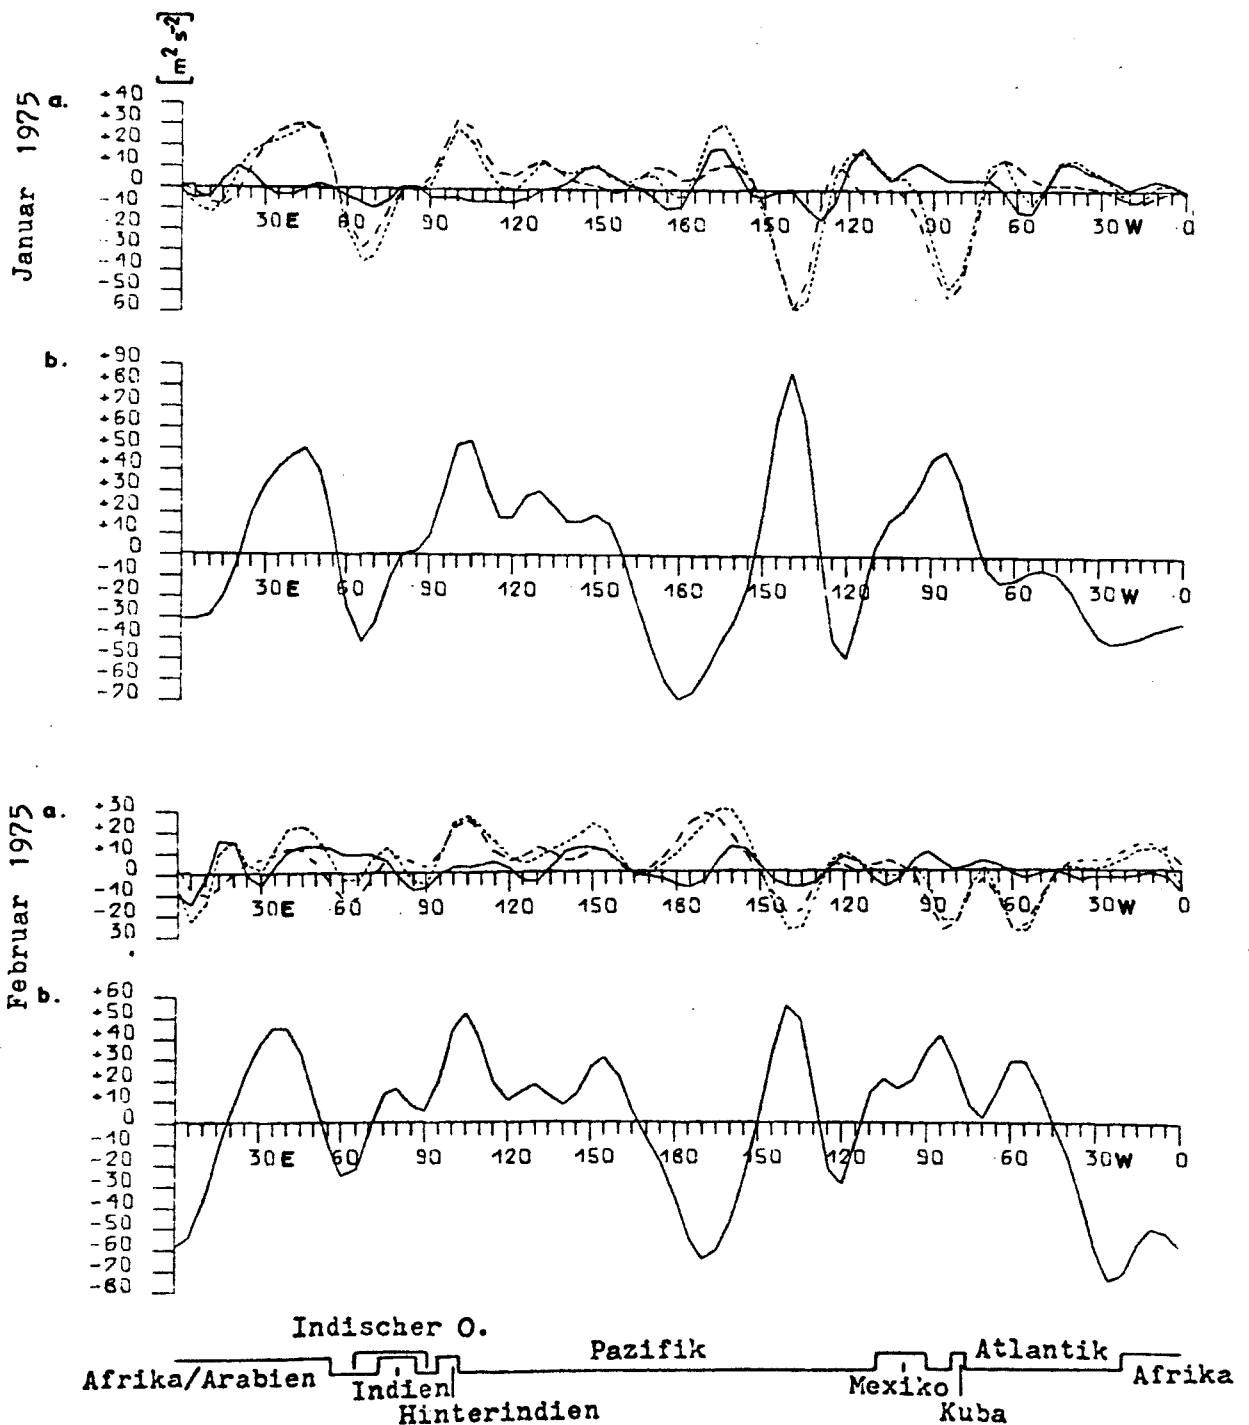 [m² s⁻²]
Januar 1975
a.
+40
+30
+20
+10
0
-10
-20
-30
-40
-50
60
30E 60 90 120 150 180 150 120 90 60 30W 0
b.
+90
+80
+70
+60
+50
+40
+30
+20
+10
0
-10
-20
-30
-40
-50
-60
-70
30E 60 90 120 150 180 150 120 90 60 30W 0
Februar 1975
a.
+30
+20
+10
0
-10
-20
30
30E 60 90 120 150 180 150 120 90 60 30W 0
b.
+60
+50
+40
+30
+20
+10
0
-10
-20
-30
-40
-50
-60
-70
-80
30E 60 90 120 150 180 150 120 90 60 30W 0
Indischer O.
Pazifik
Atlantik
Afrika/Arabien
Indien
Mexiko
Afrika
Hinterindien
Kuba